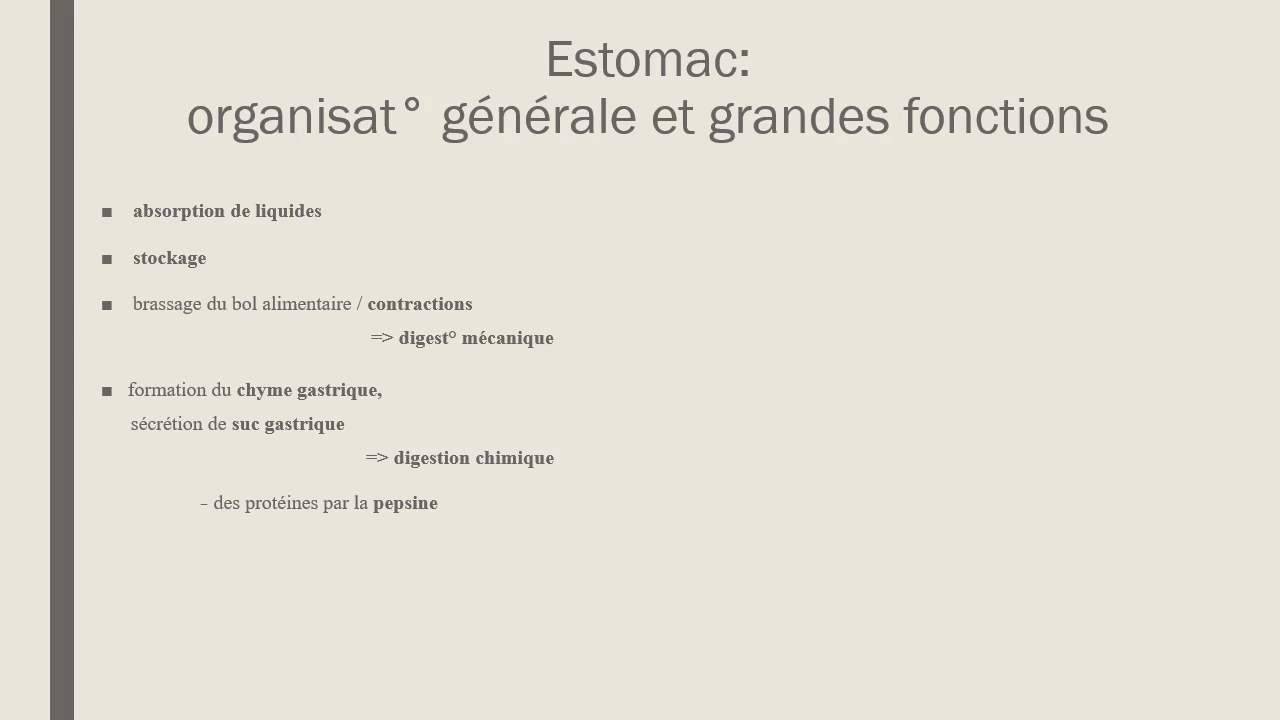 Estomac:
organisat° générale et grandes fonctions
▪ absorption de liquides
▪ stockage
▪ brassage du bol alimentaire / contractions
=> digest° mécanique
▪ formation du chyme gastrique,
sécrétion de suc gastrique
=> digestion chimique
– des protéines par la pepsine